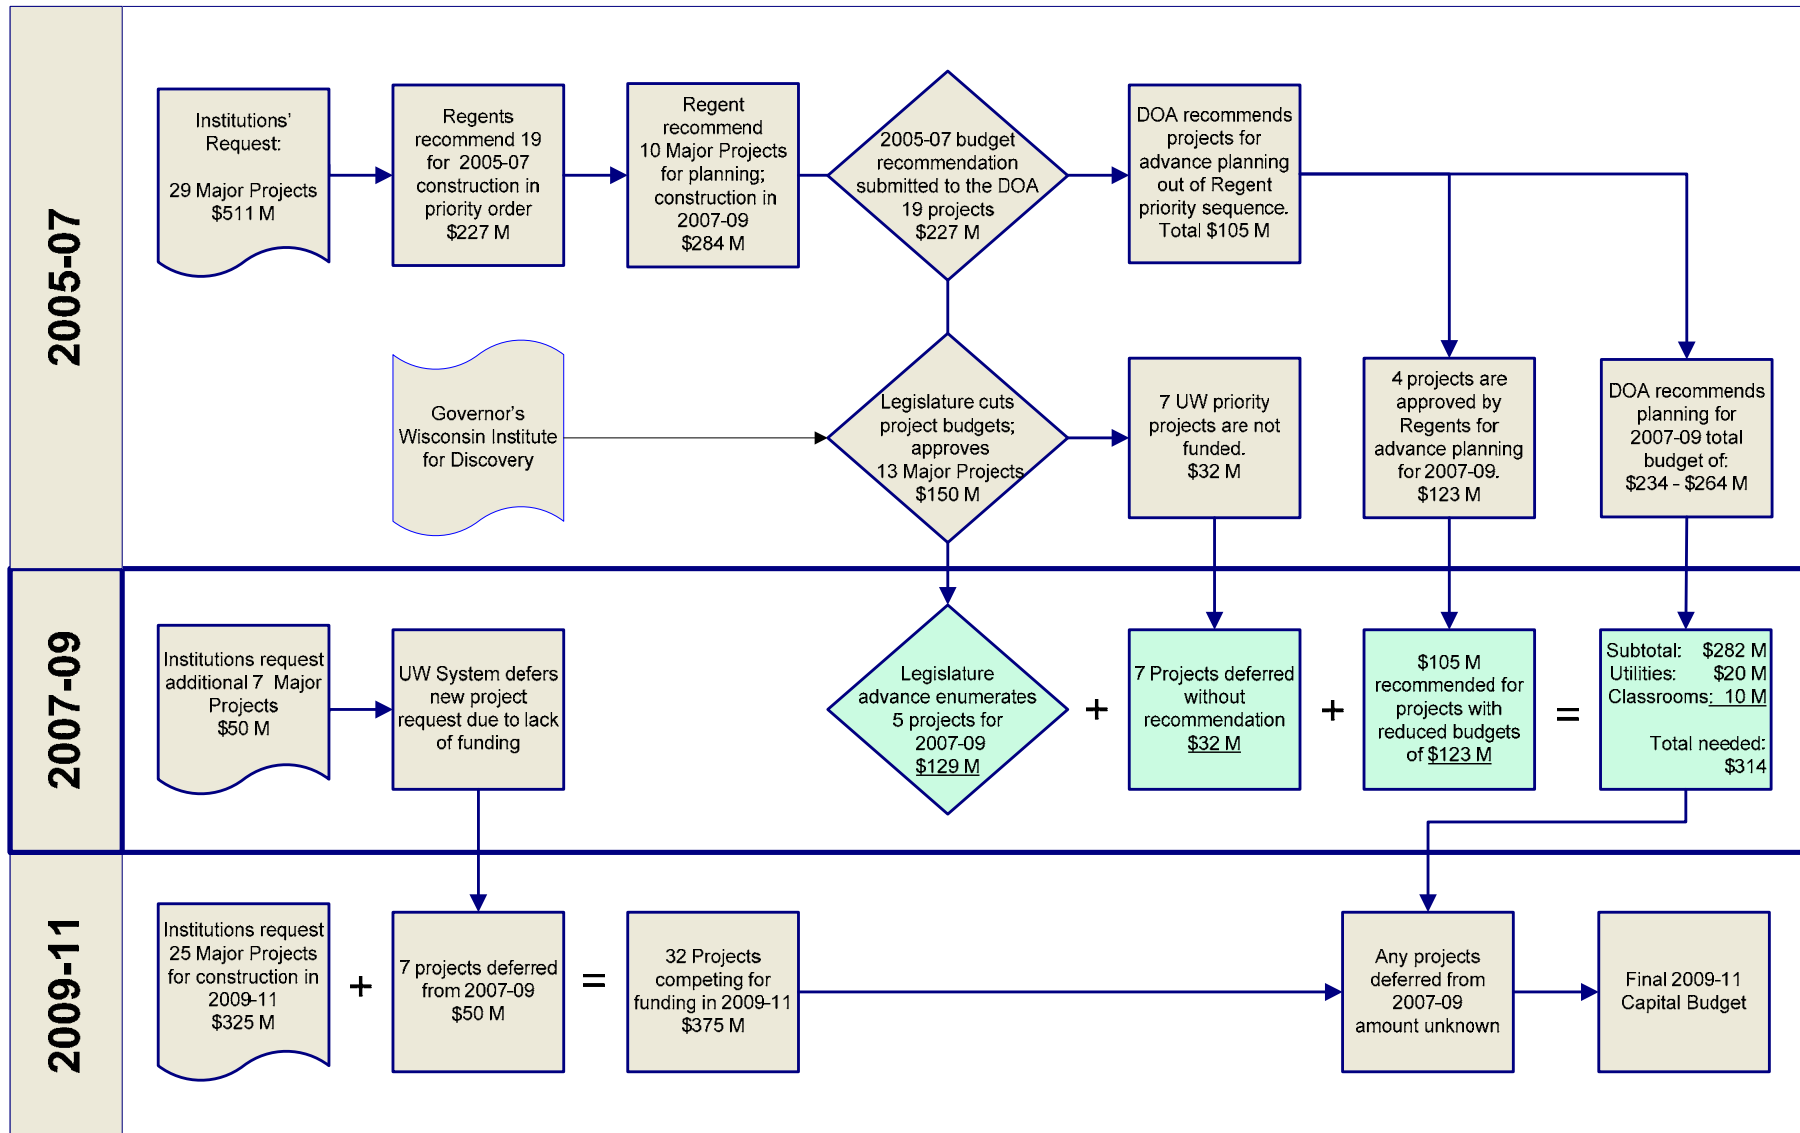 2005-07
Institutions'
Request:
29 Major Projects
$511 M
Regents
recommend 19
for 2005-07
construction in
priority order
$227 M
Regent
recommend
10 Major Projects
for planning;
construction in
2007-09
$284 M
2005-07 budget
recommendation
submitted to the DOA
19 projects
$227 M
DOA recommends
projects for
advance planning
out of Regent
priority sequence.
Total $105 M
Governor's
Wisconsin Institute
for Discovery
Legislature cuts
project budgets;
approves
13 Major Projects
$150 M
7 UW priority
projects are not
funded.
$32 M
4 projects are
approved by
Regents for
advance planning
for 2007-09.
$123 M
DOA recommends
planning for
2007-09 total
budget of:
$234 - $264 M
2007-09
Institutions request
additional 7 Major
Projects
$50 M
UW System defers
new project
request due to lack
of funding
Legislature
advance enumerates
5 projects for
2007-09
$129 M
+
7 Projects deferred
without
recommendation
$32 M
+
$105 M
recommended for
projects with
reduced budgets
of $123 M
=
Subtotal: $282 M
Utilities: $20 M
Classrooms: 10 M
Total needed:
$314
2009-11
Institutions request
25 Major Projects
for construction in
2009-11
$325 M
+
7 projects deferred
from 2007-09
$50 M
=
32 Projects
competing for
funding in 2009-11
$375 M
Any projects
deferred from
2007-09
amount unknown
Final 2009-11
Capital Budget